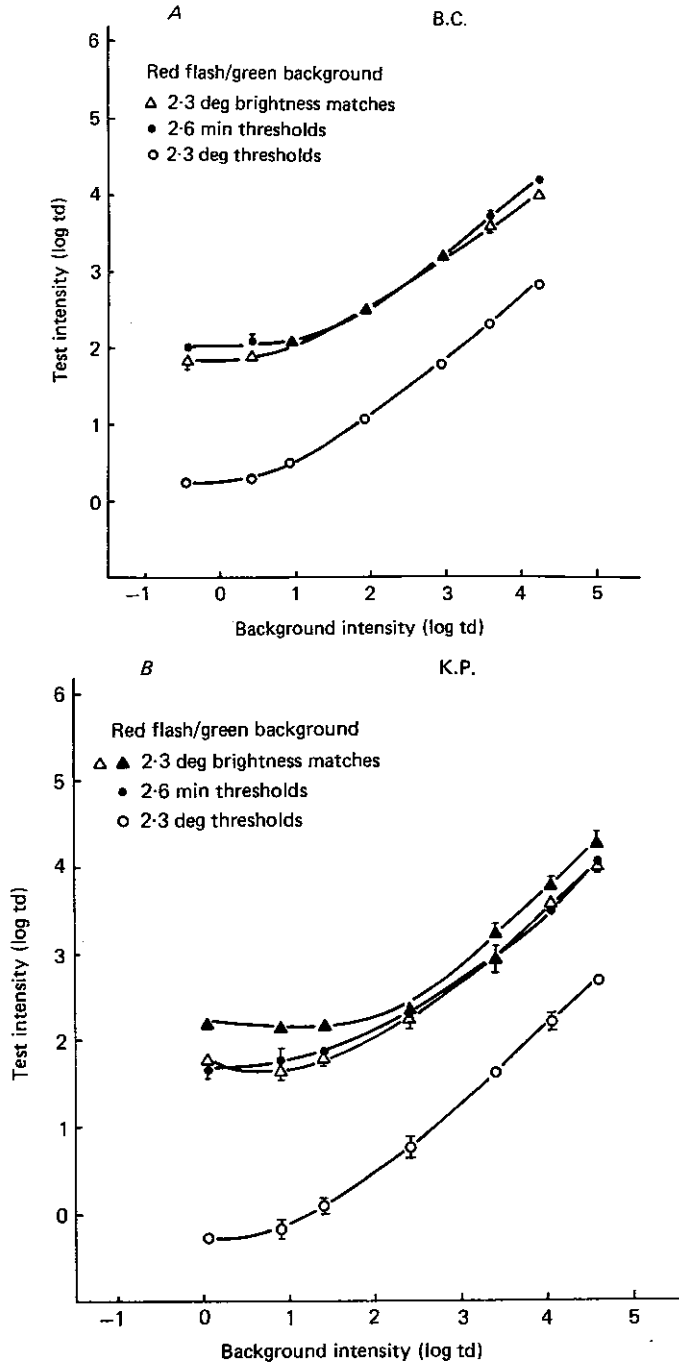 A B.C.
Red flash/green background
△ 2·3 deg brightness matches
● 2·6 min thresholds
○ 2·3 deg thresholds
6
5
4
3
2
1
0
Test intensity (log td)
−1 0 1 2 3 4 5
Background intensity (log td)
B K.P.
Red flash/green background
△ ▲ 2·3 deg brightness matches
● 2·6 min thresholds
○ 2·3 deg thresholds
6
5
4
3
2
1
0
Test intensity (log td)
−1 0 1 2 3 4 5
Background intensity (log td)